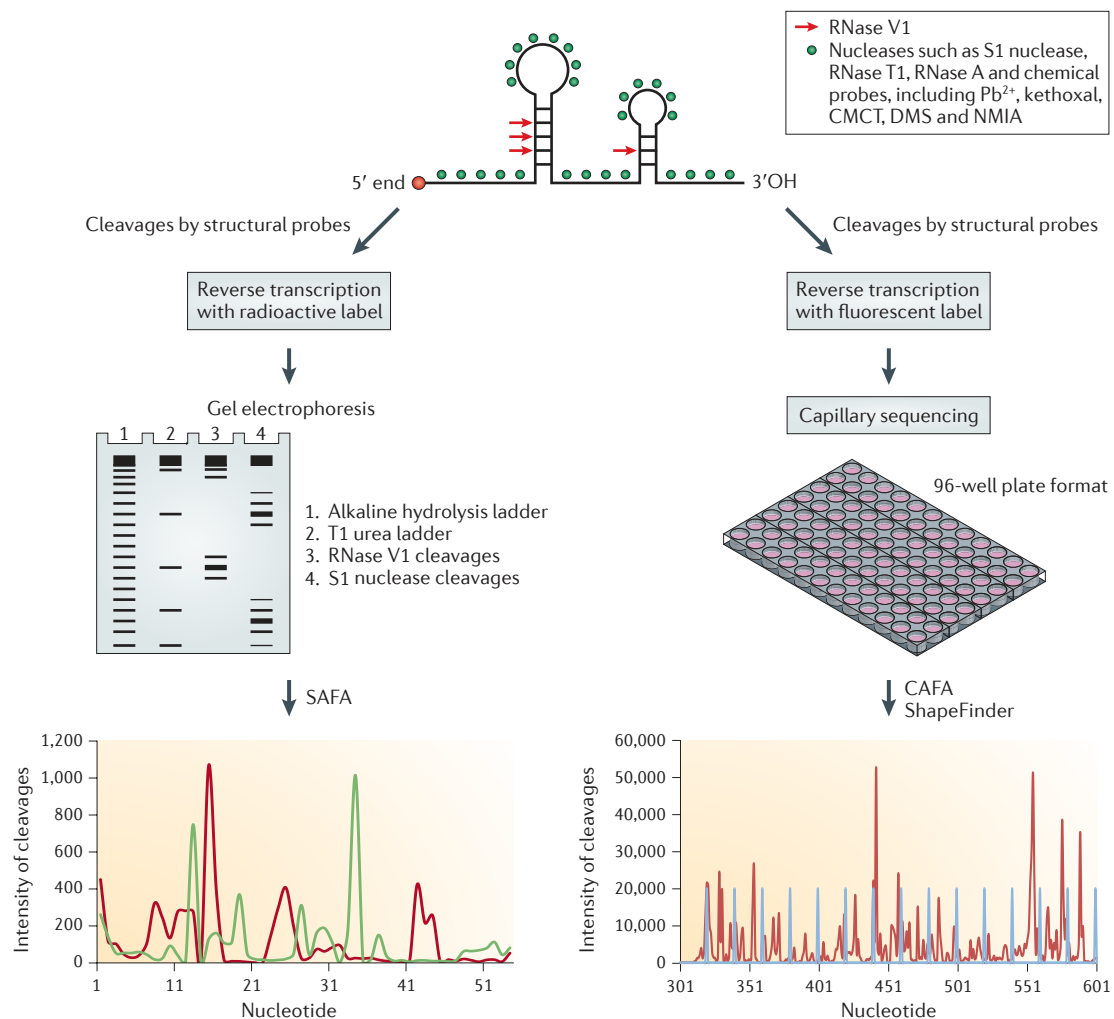 RNase V1
Nucleases such as S1 nuclease,
RNase T1, RNase A and chemical
probes, including Pb²⁺, kethoxal,
CMCT, DMS and NMIA
5′ end
3′OH
Cleavages by structural probes
Cleavages by structural probes
Reverse transcription
with radioactive label
Reverse transcription
with fluorescent label
Gel electrophoresis
1 2 3 4
1. Alkaline hydrolysis ladder
2. T1 urea ladder
3. RNase V1 cleavages
4. S1 nuclease cleavages
Capillary sequencing
96-well plate format
SAFA
CAFA
ShapeFinder
Intensity of cleavages
1,200
1,000
800
600
400
200
0
1 11 21 31 41 51
Nucleotide
Intensity of cleavages
60,000
50,000
40,000
30,000
20,000
10,000
0
301 351 401 451 501 551 601
Nucleotide